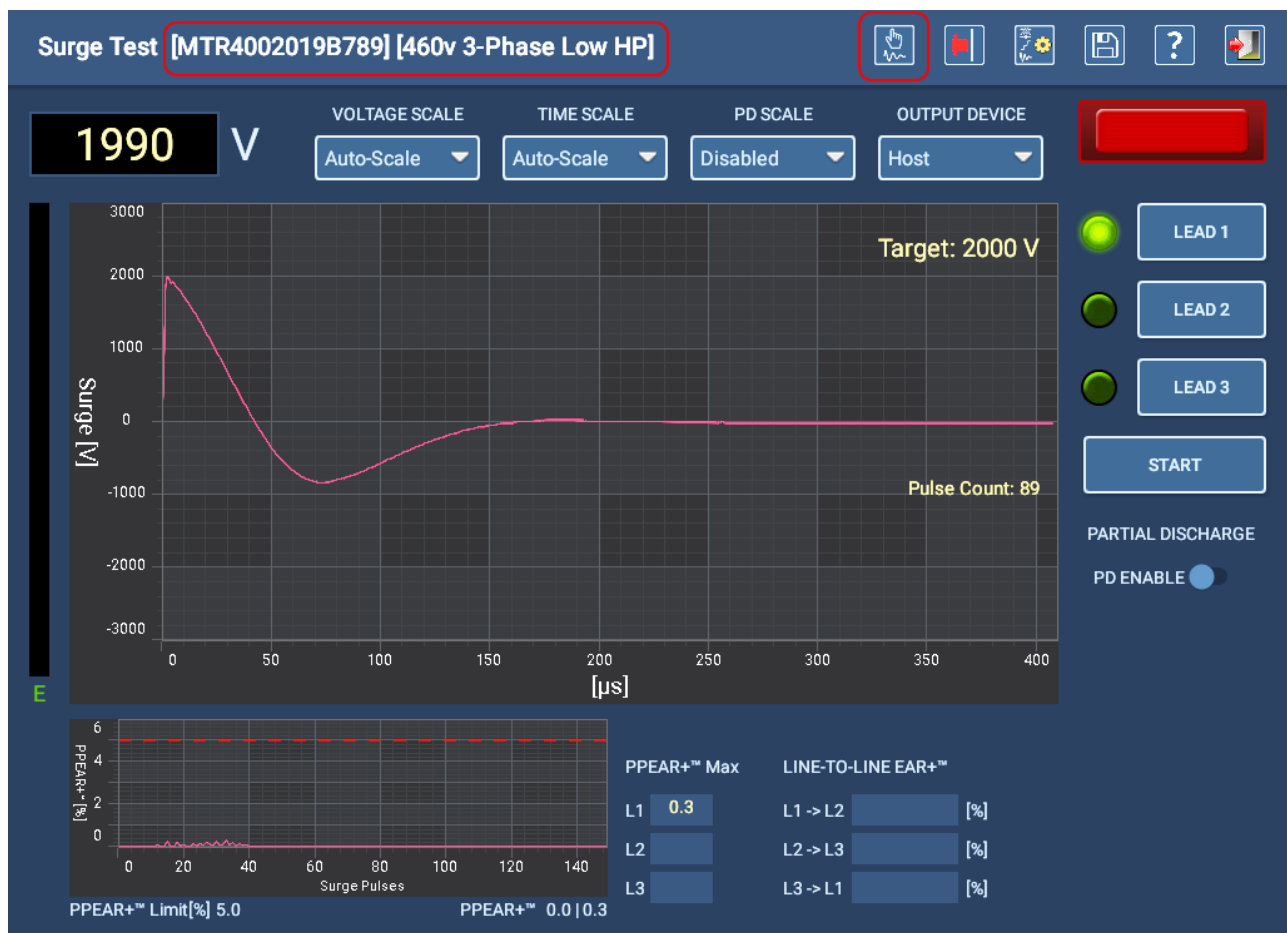 Surge Test [MTR4002019B789] [460v 3-Phase Low HP]
?
1990 V
VOLTAGE SCALE
Auto-Scale
TIME SCALE
Auto-Scale
PD SCALE
Disabled
OUTPUT DEVICE
Host
3000
2000
1000
0
-1000
-2000
-3000
Surge [V]
Target: 2000 V
Pulse Count: 89
0 50 100 150 200 250 300 350 400
[µs]
E
LEAD 1
LEAD 2
LEAD 3
START
PARTIAL DISCHARGE
PD ENABLE
6
4
2
0
PPEAR+™[%]
0 20 40 60 80 100 120 140
Surge Pulses
PPEAR+™ Limit[%] 5.0
PPEAR+™ 0.0|0.3
PPEAR+™ Max
L1 0.3
L2
L3
LINE-TO-LINE EAR+™
L1 -> L2 [%]
L2 -> L3 [%]
L3 -> L1 [%]